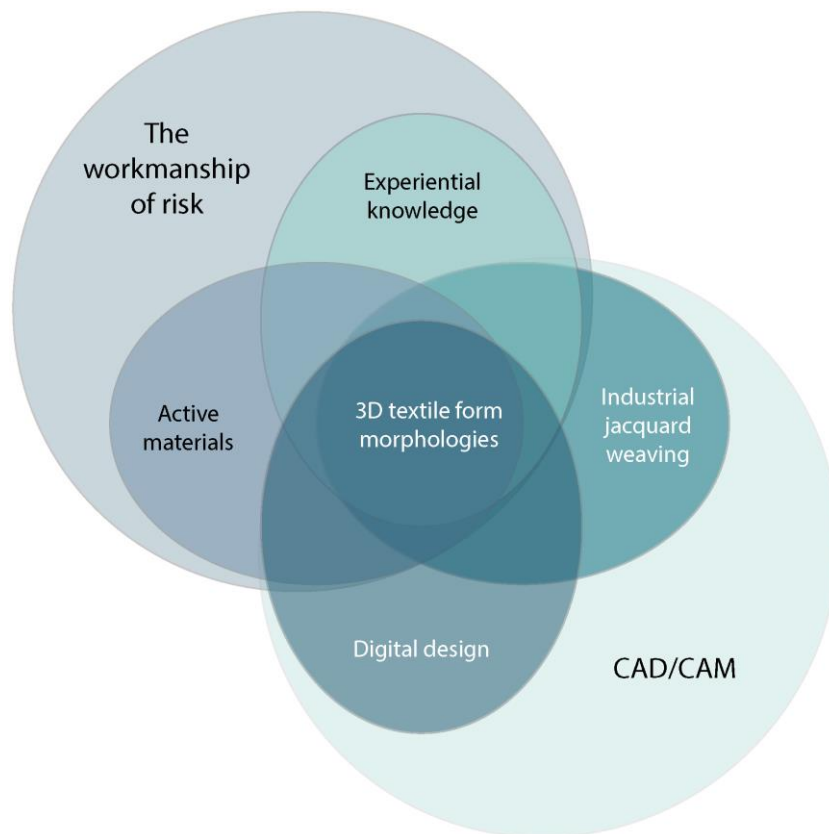 The
workmanship
of risk
Experiential
knowledge
Active
materials
3D textile form
morphologies
Industrial
jacquard
weaving
Digital design
CAD/CAM